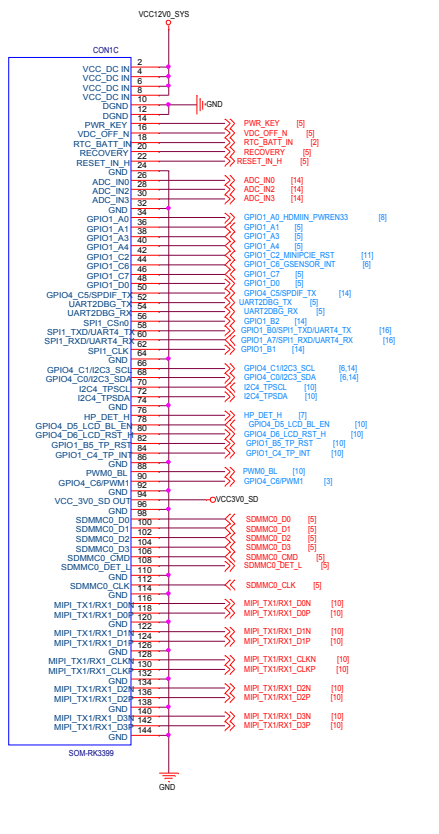 VCC12V0_SYS
CON1C
VCC_DC IN 2
VCC_DC IN 4
VCC_DC IN 6
VCC_DC IN 8
DGND 10 GND
DGND 12
PWR_KEY 14 PWR_KEY [5]
VDC_OFF_N 16 VDC_OFF_N [5]
RTC_BATT_IN 18 RTC_BATT_IN [2]
RECOVERY 20 RECOVERY [5]
RESET_IN_H 22 RESET_IN_H [5]
GND 24
ADC_IN0 26 ADC_IN0 [14]
ADC_IN2 28 ADC_IN2 [14]
ADC_IN3 30 ADC_IN3 [14]
GND 32
GPIO1_A0 34 GPIO1_A0_HDMIIN_PWREN33 [8]
GPIO1_A1 36 GPIO1_A1 [5]
GPIO1_A3 38 GPIO1_A3 [5]
GPIO1_A4 40 GPIO1_A4 [5]
GPIO1_C2 42 GPIO1_C2_MINIPCIE_RST [11]
GPIO1_C6 44 GPIO1_C6_GSENSOR_INT [6]
GPIO1_C7 46 GPIO1_C7 [5]
GPIO1_D0 48 GPIO1_D0 [5]
GPIO4_C5/SPDIF_TX 50 GPIO4_C5/SPDIF_TX [14]
UART2DBG_TX 52 UART2DBG_TX [5]
UART2DBG_RX 54 UART2DBG_RX [5]
SPI1_CSn0 56 GPIO1_B2 [14]
SPI1_TXD/UART4_TX 58 GPIO1_B0/SPI1_TXD/UART4_TX [16]
SPI1_RXD/UART4_RX 60 GPIO1_A7/SPI1_RXD/UART4_RX [16]
SPI1_CLK 62 GPIO1_B1 [14]
GND 64
GPIO4_C1/I2C3_SCL 66 GPIO4_C1/I2C3_SCL [6,14]
GPIO4_C0/I2C3_SDA 68 GPIO4_C0/I2C3_SDA [6,14]
I2C4_TPSCL 70 I2C4_TPSCL [10]
I2C4_TPSDA 72 I2C4_TPSDA [10]
GND 74
HP_DET_H 76 HP_DET_H [7]
GPIO4_D5_LCD_BL_EN 78 GPIO4_D5_LCD_BL_EN [10]
GPIO4_D6_LCD_RST_H 80 GPIO4_D6_LCD_RST_H [10]
GPIO1_B5_TP_RST 82 GPIO1_B5_TP_RST [10]
GPIO1_C4_TP_INT 84 GPIO1_C4_TP_INT [10]
GND 86
PWM0_BL 88 PWM0_BL [10]
GPIO4_C6/PWM1 90 GPIO4_C6/PWM1 [3]
GND 92
VCC_3V0_SD OUT 94 VCC3V0_SD
GND 96
SDMMC0_D0 98 SDMMC0_D0 [5]
SDMMC0_D1 100 SDMMC0_D1 [5]
SDMMC0_D2 102 SDMMC0_D2 [5]
SDMMC0_D3 104 SDMMC0_D3 [5]
SDMMC0_CMD 106 SDMMC0_CMD [5]
SDMMC0_DET_L 108 SDMMC0_DET_L [5]
GND 110
SDMMC0_CLK 112 SDMMC0_CLK [5]
GND 114
MIPI_TX1/RX1_D0N 116 MIPI_TX1/RX1_D0N [10]
MIPI_TX1/RX1_D0P 118 MIPI_TX1/RX1_D0P [10]
GND 120
MIPI_TX1/RX1_D1N 122 MIPI_TX1/RX1_D1N [10]
MIPI_TX1/RX1_D1P 124 MIPI_TX1/RX1_D1P [10]
GND 126
MIPI_TX1/RX1_CLKN 128 MIPI_TX1/RX1_CLKN [10]
MIPI_TX1/RX1_CLKP 130 MIPI_TX1/RX1_CLKP [10]
GND 132
MIPI_TX1/RX1_D2N 134 MIPI_TX1/RX1_D2N [10]
MIPI_TX1/RX1_D2P 136 MIPI_TX1/RX1_D2P [10]
GND 138
MIPI_TX1/RX1_D3N 140 MIPI_TX1/RX1_D3N [10]
MIPI_TX1/RX1_D3P 142 MIPI_TX1/RX1_D3P [10]
GND 144
SOM-RK3399
GND